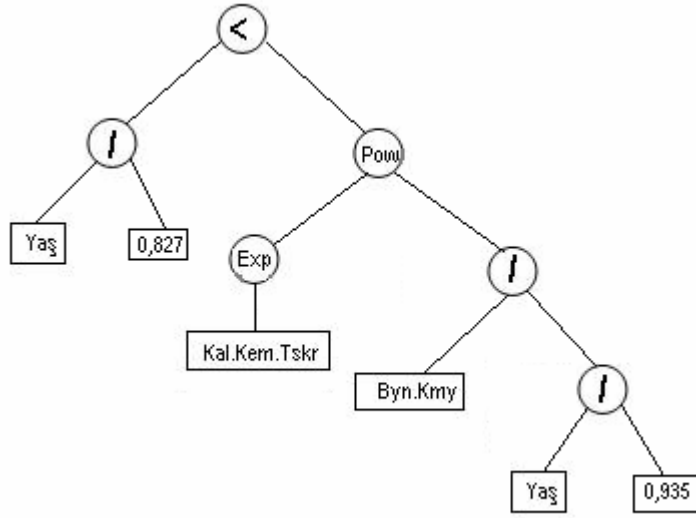 <
/
Pow
Yaş
0,827
Exp
/
Kal.Kem.Tskr
Byn.Kmy
/
Yaş
0,935